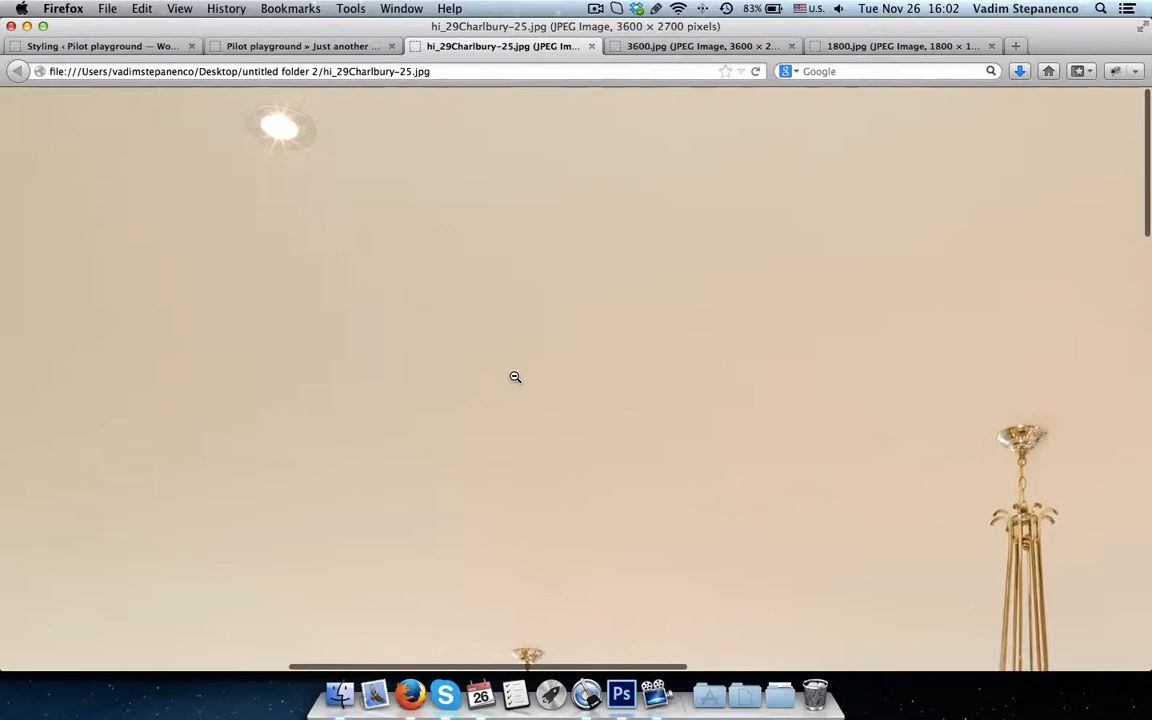 Firefox File Edit View History Bookmarks Tools Window Help 83% U.S. Tue Nov 26 16:02 Vadim Stepanenco
hi_29Charlbury-25.jpg (JPEG Image, 3600 × 2700 pixels)
Styling ‹ Pilot playground — Wo... Pilot playground » Just another ... hi_29Charlbury-25.jpg (JPEG Im... 3600.jpg (JPEG Image, 3600 × 2... 1800.jpg (JPEG Image, 1800 × 1...
file:///Users/vadimstepanenco/Desktop/untitled folder 2/hi_29Charlbury-25.jpg Google
NOV
26
Ps